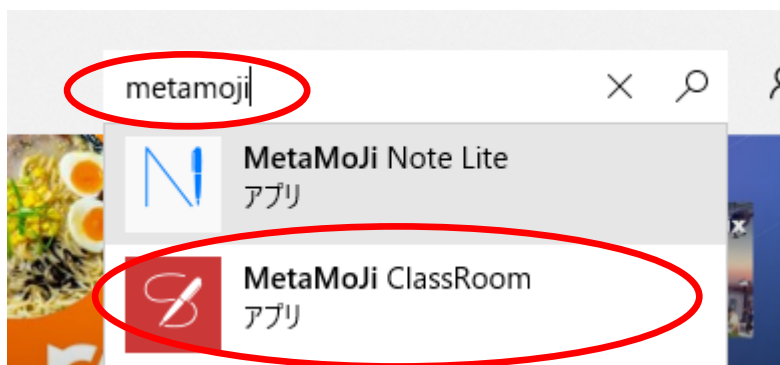 metamoji
MetaMoJi Note Lite
アプリ
MetaMoJi ClassRoom
アプリ